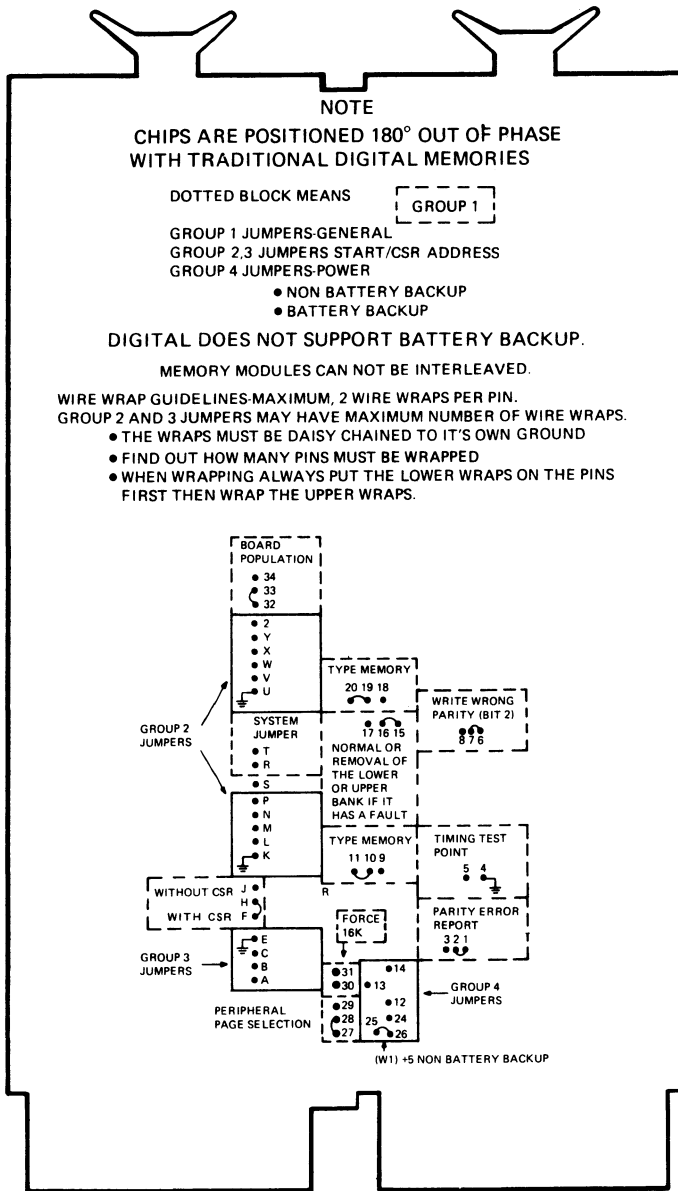 NOTE
CHIPS ARE POSITIONED 180° OUT OF PHASE
WITH TRADITIONAL DIGITAL MEMORIES
DOTTED BLOCK MEANS
GROUP 1
GROUP 1 JUMPERS-GENERAL
GROUP 2,3 JUMPERS START/CSR ADDRESS
GROUP 4 JUMPERS-POWER
● NON BATTERY BACKUP
● BATTERY BACKUP
DIGITAL DOES NOT SUPPORT BATTERY BACKUP.
MEMORY MODULES CAN NOT BE INTERLEAVED.
WIRE WRAP GUIDELINES-MAXIMUM, 2 WIRE WRAPS PER PIN.
GROUP 2 AND 3 JUMPERS MAY HAVE MAXIMUM NUMBER OF WIRE WRAPS.
● THE WRAPS MUST BE DAISY CHAINED TO IT'S OWN GROUND
● FIND OUT HOW MANY PINS MUST BE WRAPPED
● WHEN WRAPPING ALWAYS PUT THE LOWER WRAPS ON THE PINS
FIRST THEN WRAP THE UPPER WRAPS.
BOARD
POPULATION
34
33
32
2
Y
X
W
V
U
GROUP 2
JUMPERS
SYSTEM
JUMPER
T
R
S
P
N
M
L
K
TYPE MEMORY
20 19 18
17 16 15
NORMAL OR
REMOVAL OF
THE LOWER
OR UPPER
BANK IF IT
HAS A FAULT
WRITE WRONG
PARITY (BIT 2)
8 7 6
TYPE MEMORY
11 10 9
R
TIMING TEST
POINT
5 4
PARITY ERROR
REPORT
3 2 1
WITHOUT CSR
J
H
WITH CSR
F
GROUP 3
JUMPERS
E
C
B
A
FORCE
16K
31
30
PERIPHERAL
PAGE SELECTION
29
28
27
14
13
12
24
25
26
GROUP 4
JUMPERS
(W1) +5 NON BATTERY BACKUP